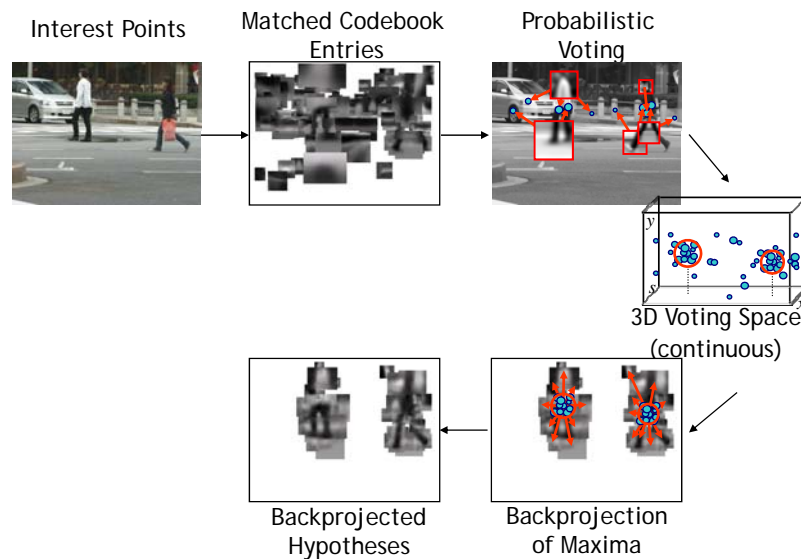 Interest Points
Matched Codebook
Entries
Probabilistic
Voting
y
s
3D Voting Space
(continuous)
Backprojection
of Maxima
Backprojected
Hypotheses